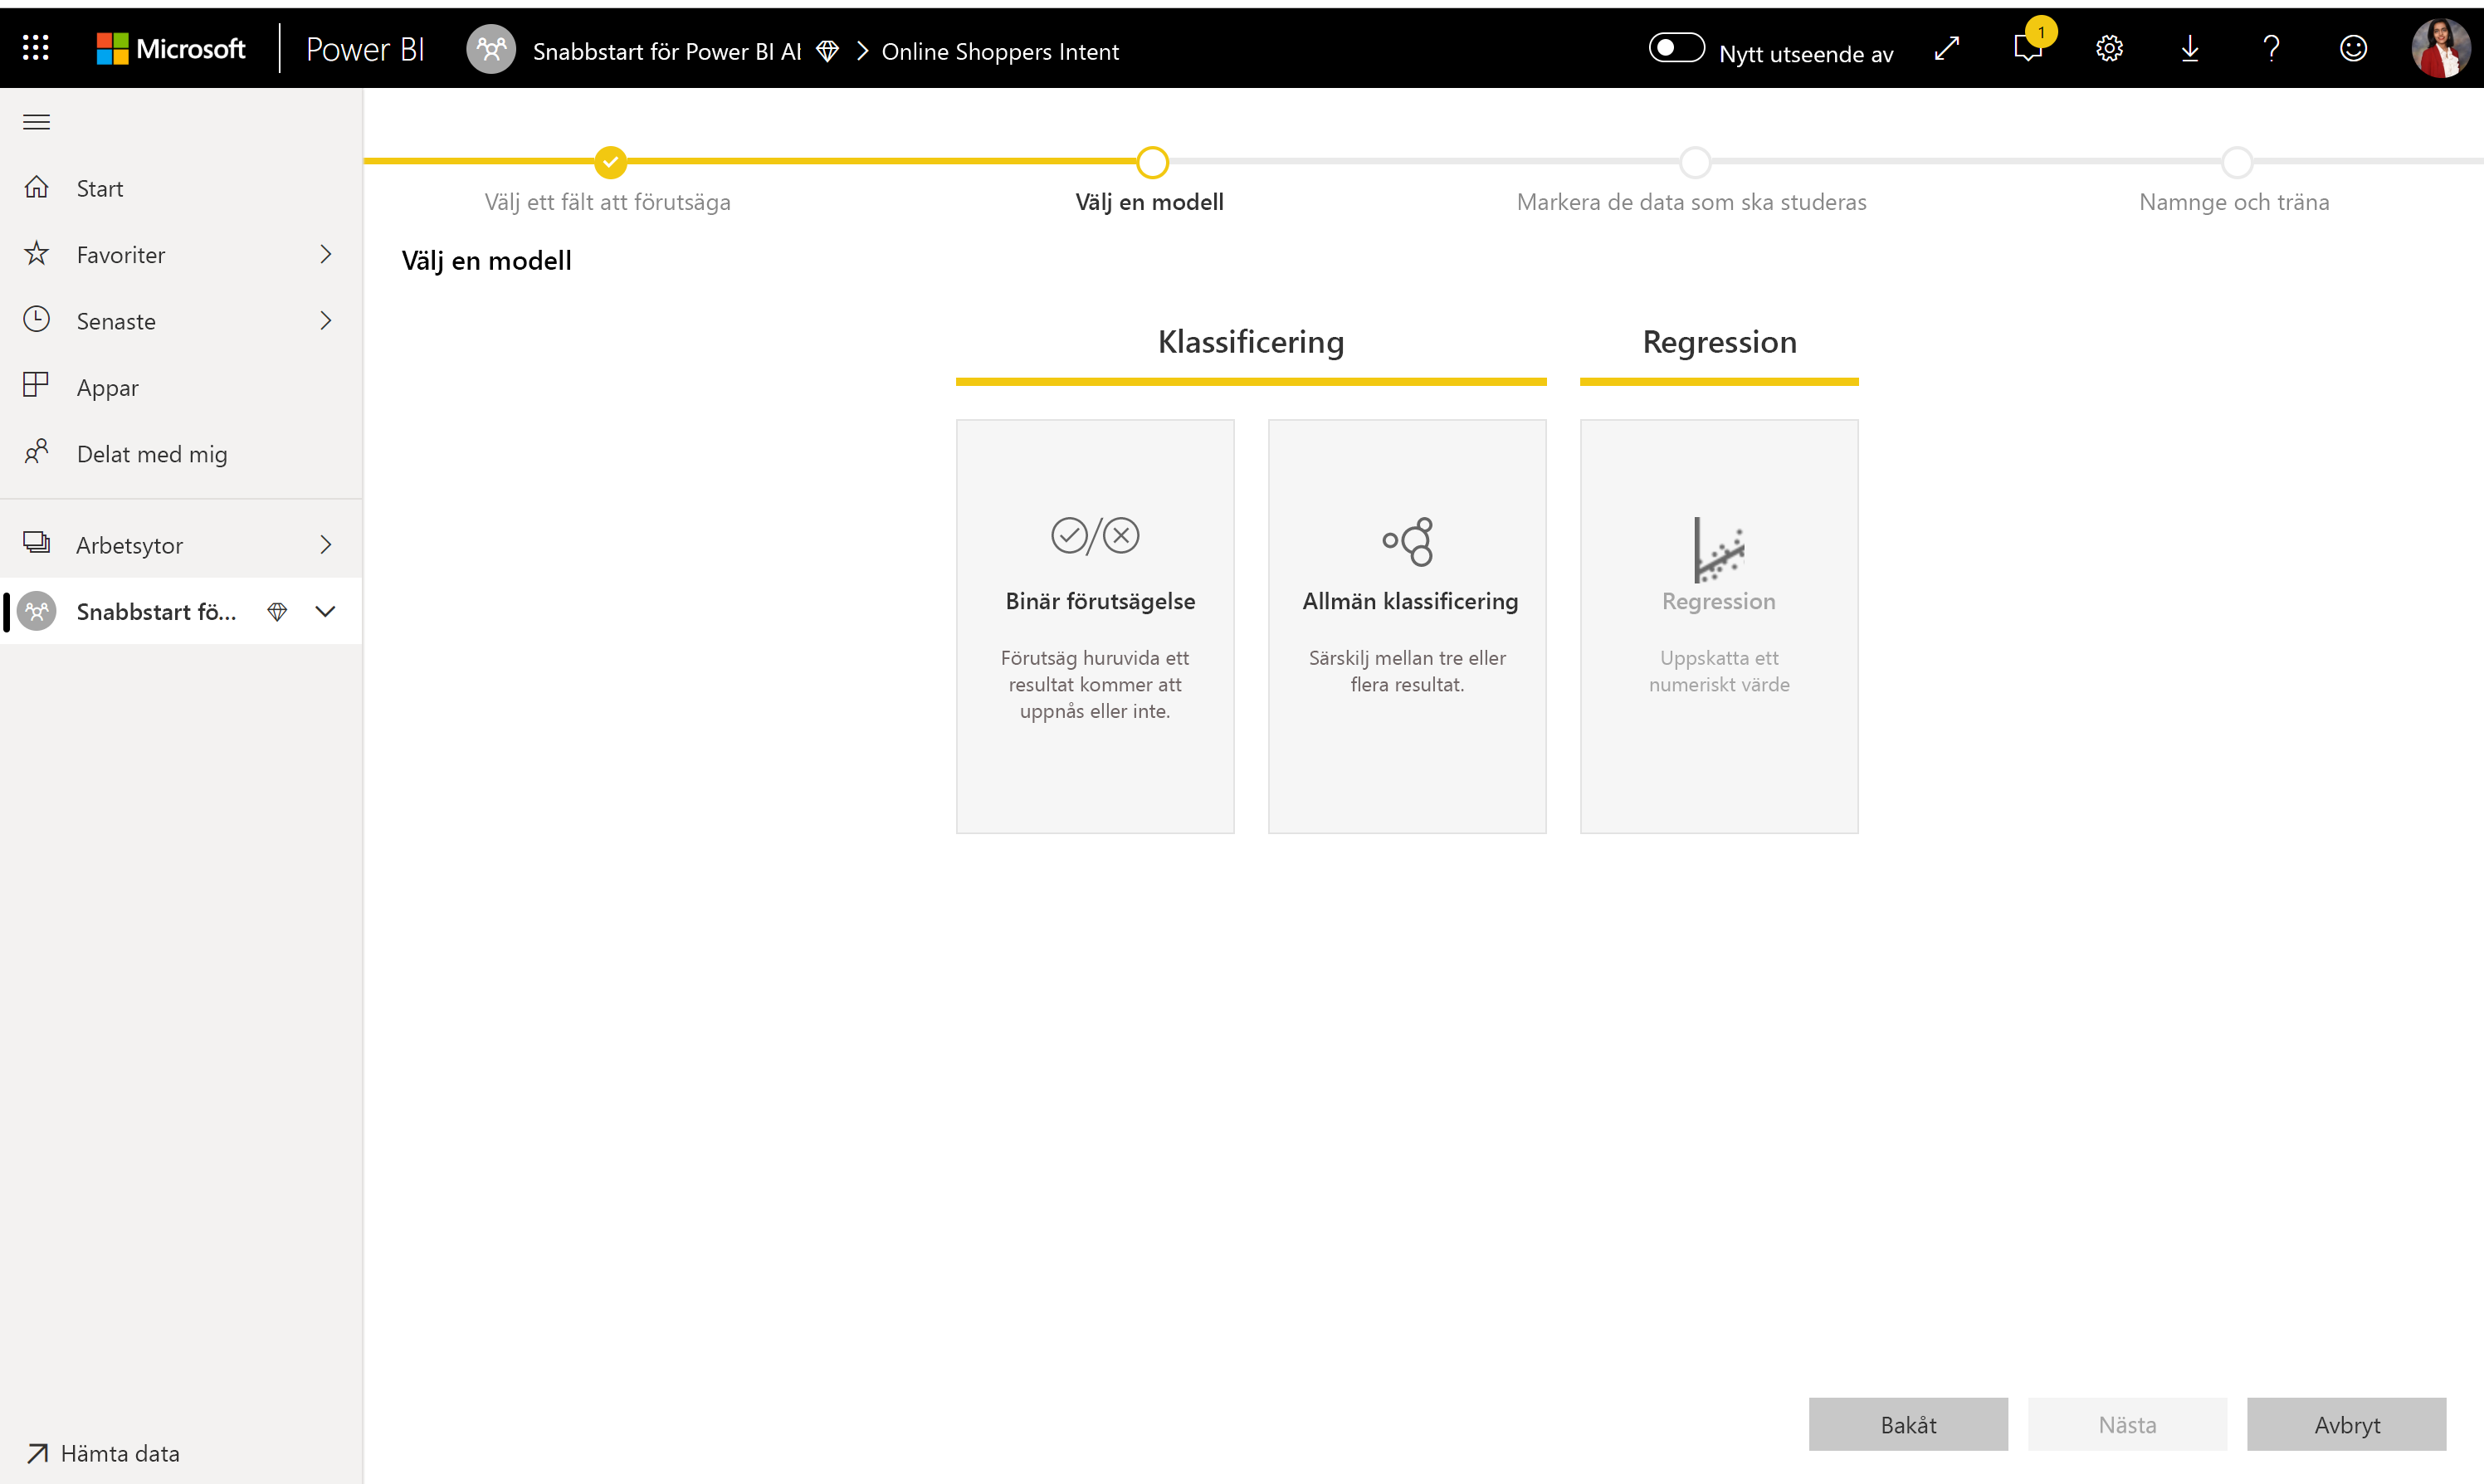 Microsoft
Power BI
Snabbstart för Power BI AI
Online Shoppers Intent
Nytt utseende av
1
Start
Favoriter
Senaste
Appar
Delat med mig
Arbetsytor
Snabbstart fö...
Hämta data
Välj ett fält att förutsäga
Välj en modell
Markera de data som ska studeras
Namnge och träna
Välj en modell
Klassificering
Regression
Binär förutsägelse
Förutsäg huruvida ett
resultat kommer att
uppnås eller inte.
Allmän klassificering
Särskilj mellan tre eller
flera resultat.
Regression
Uppskatta ett
numeriskt värde
Bakåt
Nästa
Avbryt